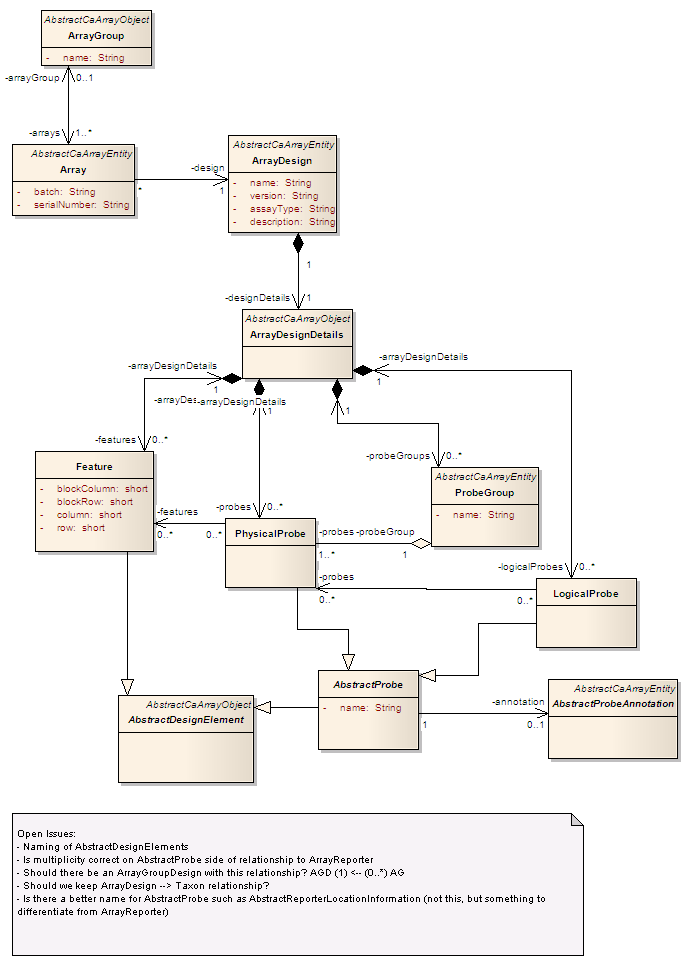 AbstractCaArrayObject
ArrayGroup
- name: String
-arrayGroup 0..1
-arrays 1..*
AbstractCaArrayEntity
Array
- batch: String
- serialNumber: String
-design
* 1
AbstractCaArrayEntity
ArrayDesign
- name: String
- version: String
- assayType: String
- description: String
1
-designDetails 1
AbstractCaArrayObject
ArrayDesignDetails
-arrayDesignDetails
1
-arrayDesignDetails
1
-arrayDesignDetails
1
1
-features 0..*
Feature
- blockColumn: short
- blockRow: short
- column: short
- row: short
-features
0..* 0..*
-probes 0..*
PhysicalProbe
-probeGroups 0..*
AbstractCaArrayEntity
ProbeGroup
- name: String
-probes -probeGroup
1..* 1
-probes
0..* 0..*
-logicalProbes 0..*
LogicalProbe
AbstractProbe
- name: String
-annotation
1 0..1
AbstractCaArrayEntity
AbstractProbeAnnotation
AbstractCaArrayObject
AbstractDesignElement
Open Issues:
- Naming of AbstractDesignElements
- Is multiplicity correct on AbstractProbe side of relationship to ArrayReporter
- Should there be an ArrayGroupDesign with this relationship? AGD (1) <-- (0..*) AG
- Should we keep ArrayDesign --> Taxon relationship?
- Is there a better name for AbstractProbe such as AbstractReporterLocationInformation (not this, but something to
differentiate from ArrayReporter)